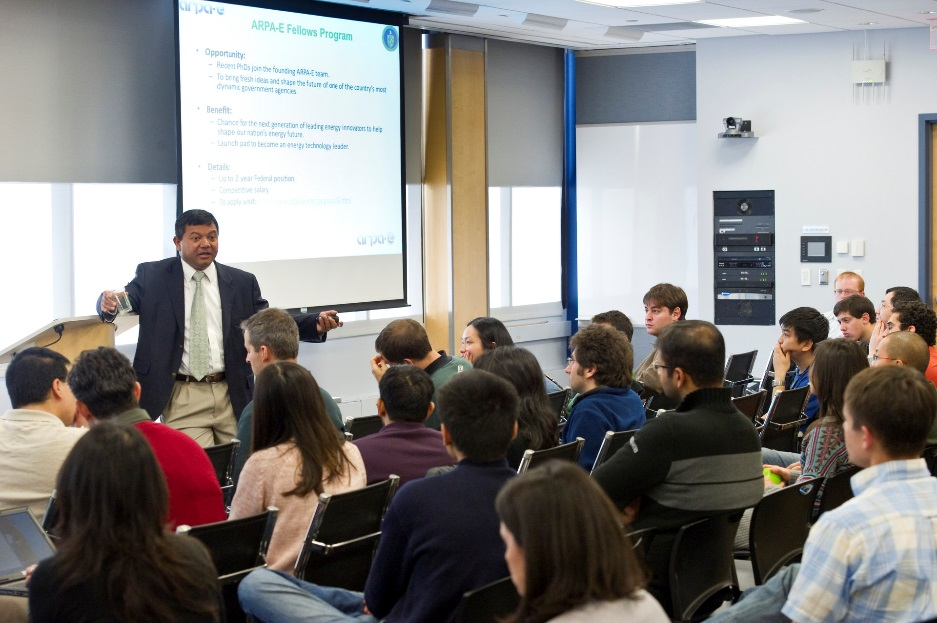 arpa-e
ARPA-E Fellows Program
• Opportunity:
– Recent PhDs join the founding ARPA-E team.
– To bring fresh ideas and shape the future of one of the country's most
dynamic government agencies.
• Benefit:
– Chance for the next generation of leading energy innovators to help
shape our nation's energy future.
– Launch pad to become an energy technology leader.
• Details:
– Up to 2 year Federal position.
– Competitive salary.
– To apply visit:
arpa-e